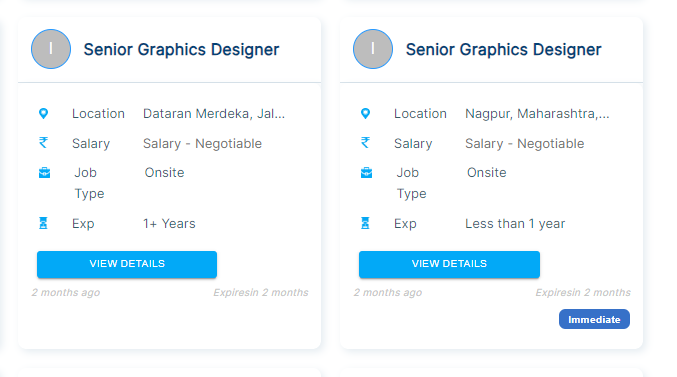 I Senior Graphics Designer
Location Dataran Merdeka, Jal...
Salary Salary - Negotiable
Job Type Onsite
Exp 1+ Years
VIEW DETAILS
2 months ago Expiresin 2 months
I Senior Graphics Designer
Location Nagpur, Maharashtra,...
Salary Salary - Negotiable
Job Type Onsite
Exp Less than 1 year
VIEW DETAILS
2 months ago Expiresin 2 months
Immediate